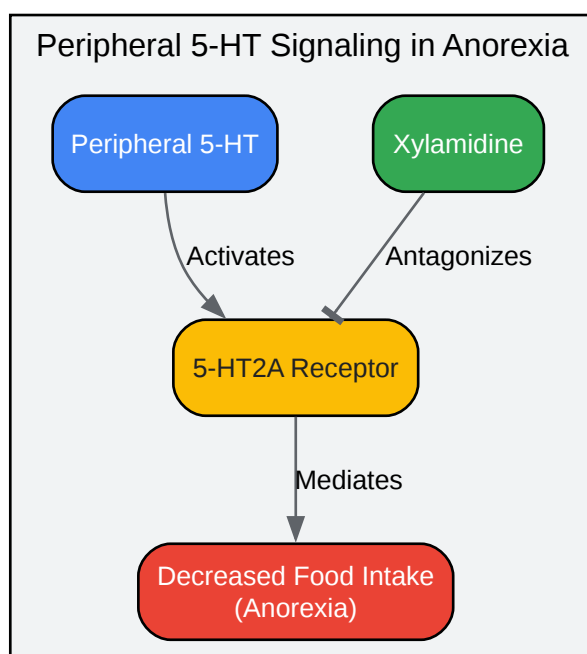 Peripheral 5-HT Signaling in Anorexia
Peripheral 5-HT
Xylamidine
Activates
Antagonizes
5-HT2A Receptor
Mediates
Decreased Food Intake
(Anorexia)